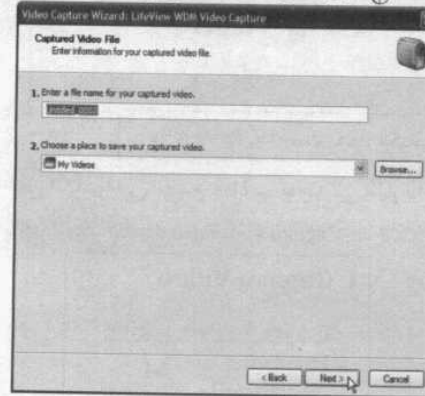 Video Capture Wizard: LifeView WDM Video Capture
Captured Video File
Enter information for your captured video file.
1. Enter a file name for your captured video.
2. Choose a place to save your captured video.
My Videos
Browse...
< Back
Next >
Cancel